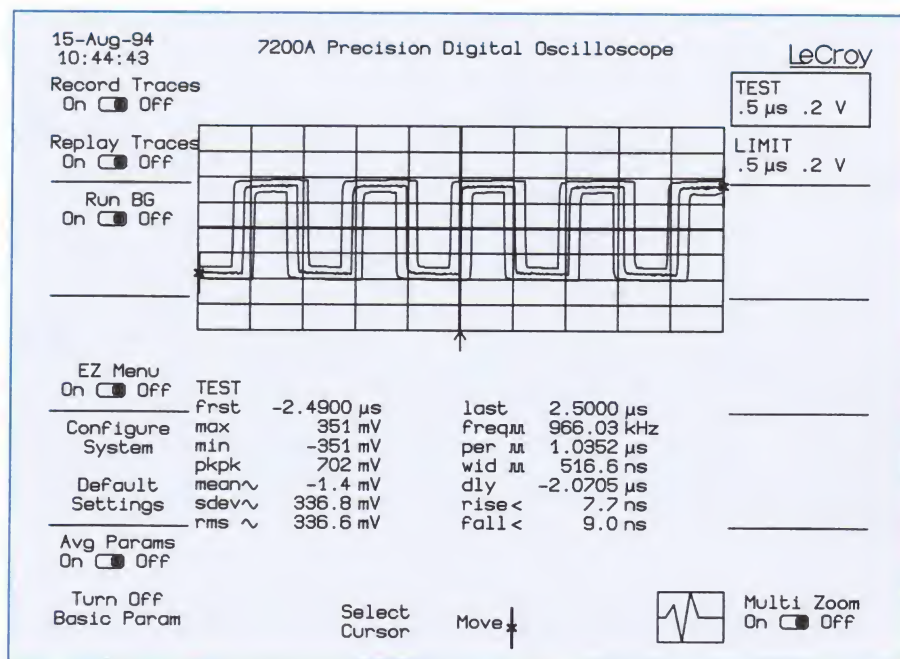 15-Aug-94
10:44:43
7200A Precision Digital Oscilloscope
LeCroy
Record Traces
On Off
Replay Traces
On Off
Run BG
On Off
TEST
.5 µs .2 V
LIMIT
.5 µs .2 V
EZ Menu
On Off
Configure
System
Default
Settings
Avg Params
On Off
Turn Off
Basic Param
TEST
frst -2.4900 µs
max 351 mV
min -351 mV
pkpk 702 mV
mean~ -1.4 mV
sdev~ 336.8 mV
rms ~ 336.6 mV
last 2.5000 µs
freq 966.03 kHz
per 1.0352 µs
wid 516.6 ns
dly -2.0705 µs
rise< 7.7 ns
fall< 9.0 ns
Select
Cursor
Move
Multi Zoom
On Off